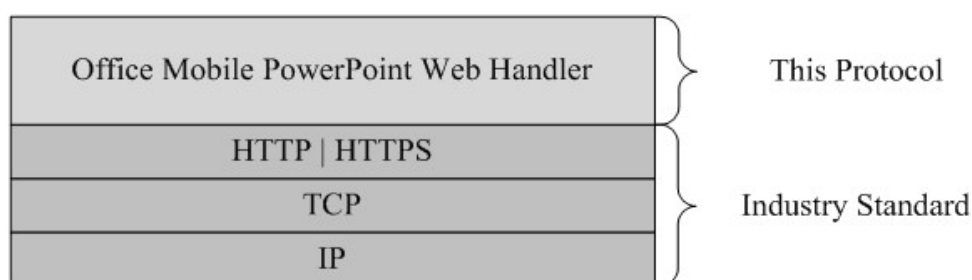 Office Mobile PowerPoint Web Handler
This Protocol
HTTP | HTTPS
TCP
Industry Standard
IP